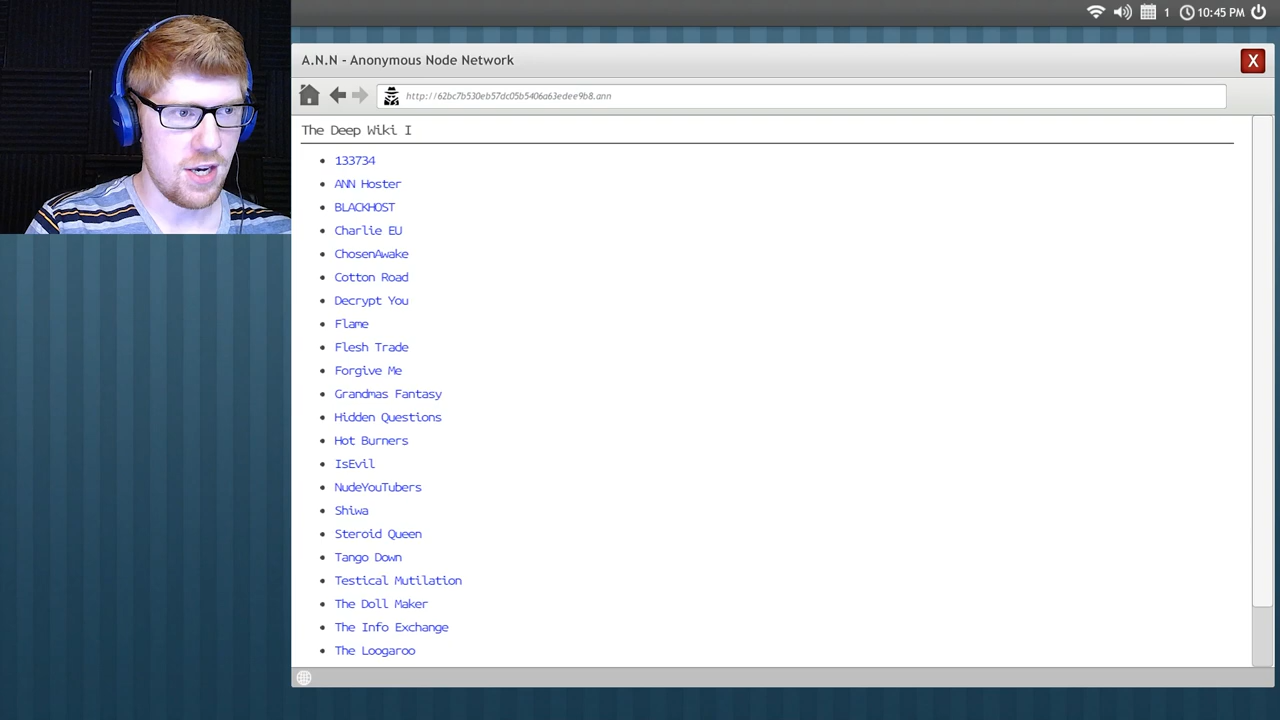 1 10:45 PM
A.N.N - Anonymous Node Network
X
http://62bc7b530eb57dc05b5406a63edee9b8.ann
The Deep Wiki I
133734
ANN Hoster
BLACKHOST
Charlie EU
ChosenAwake
Cotton Road
Decrypt You
Flame
Flesh Trade
Forgive Me
Grandmas Fantasy
Hidden Questions
Hot Burners
IsEvil
NudeYouTubers
Shiwa
Steroid Queen
Tango Down
Testical Mutilation
The Doll Maker
The Info Exchange
The Loogaroo